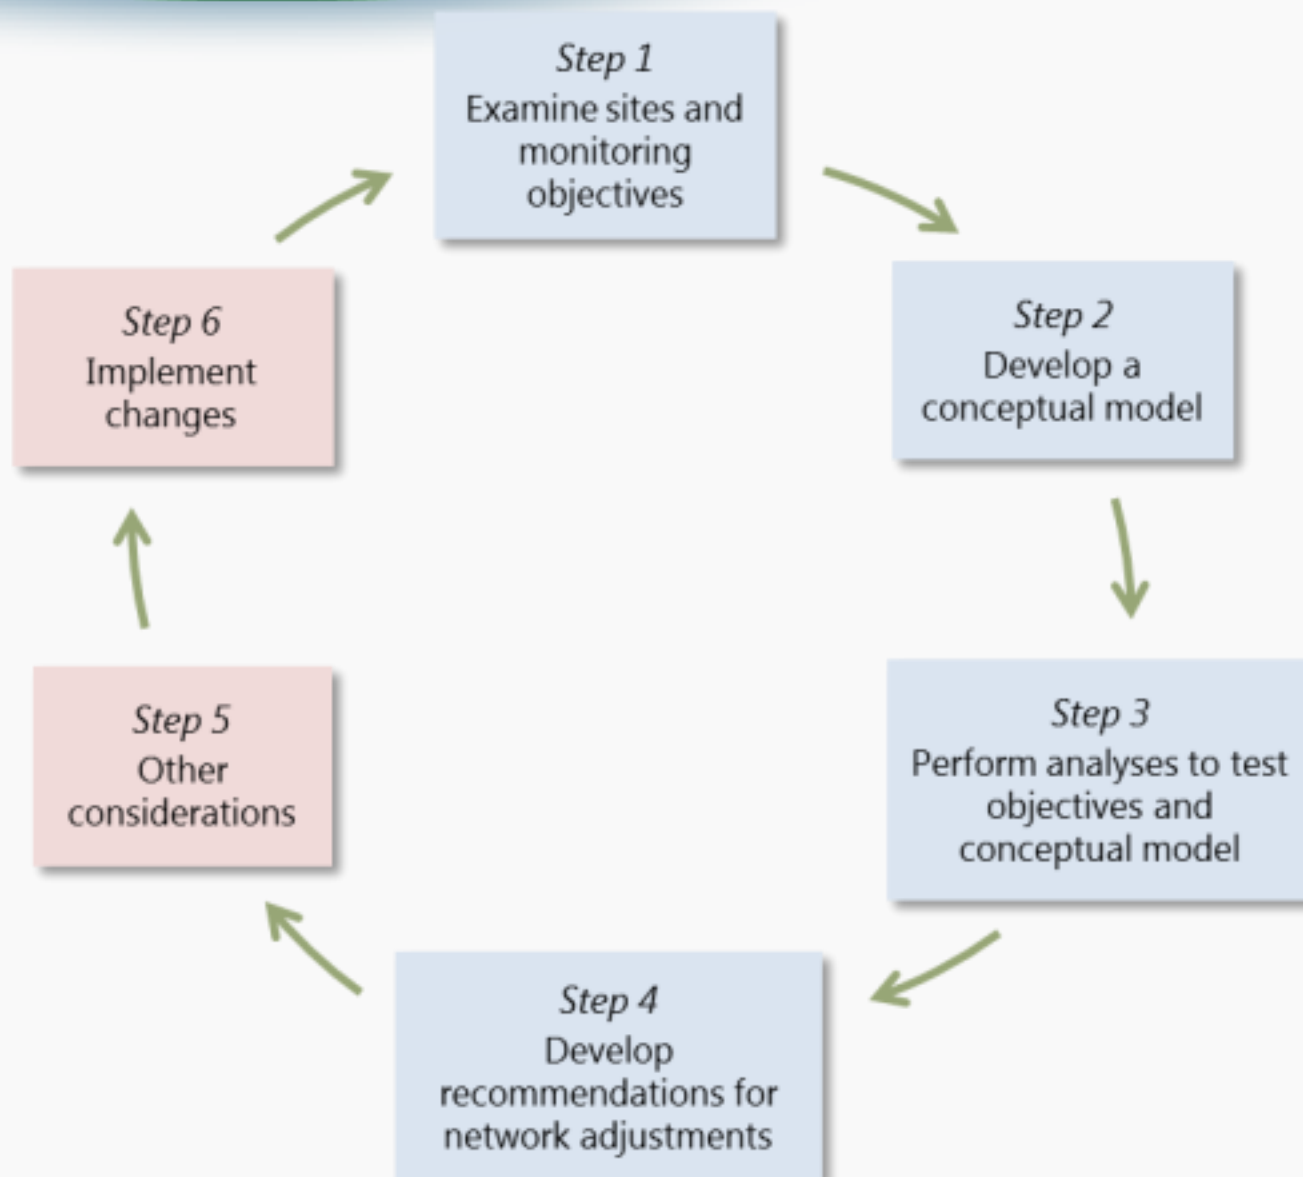 Step 1
Examine sites and
monitoring
objectives
Step 2
Develop a
conceptual model
Step 3
Perform analyses to test
objectives and
conceptual model
Step 4
Develop
recommendations for
network adjustments
Step 5
Other
considerations
Step 6
Implement
changes